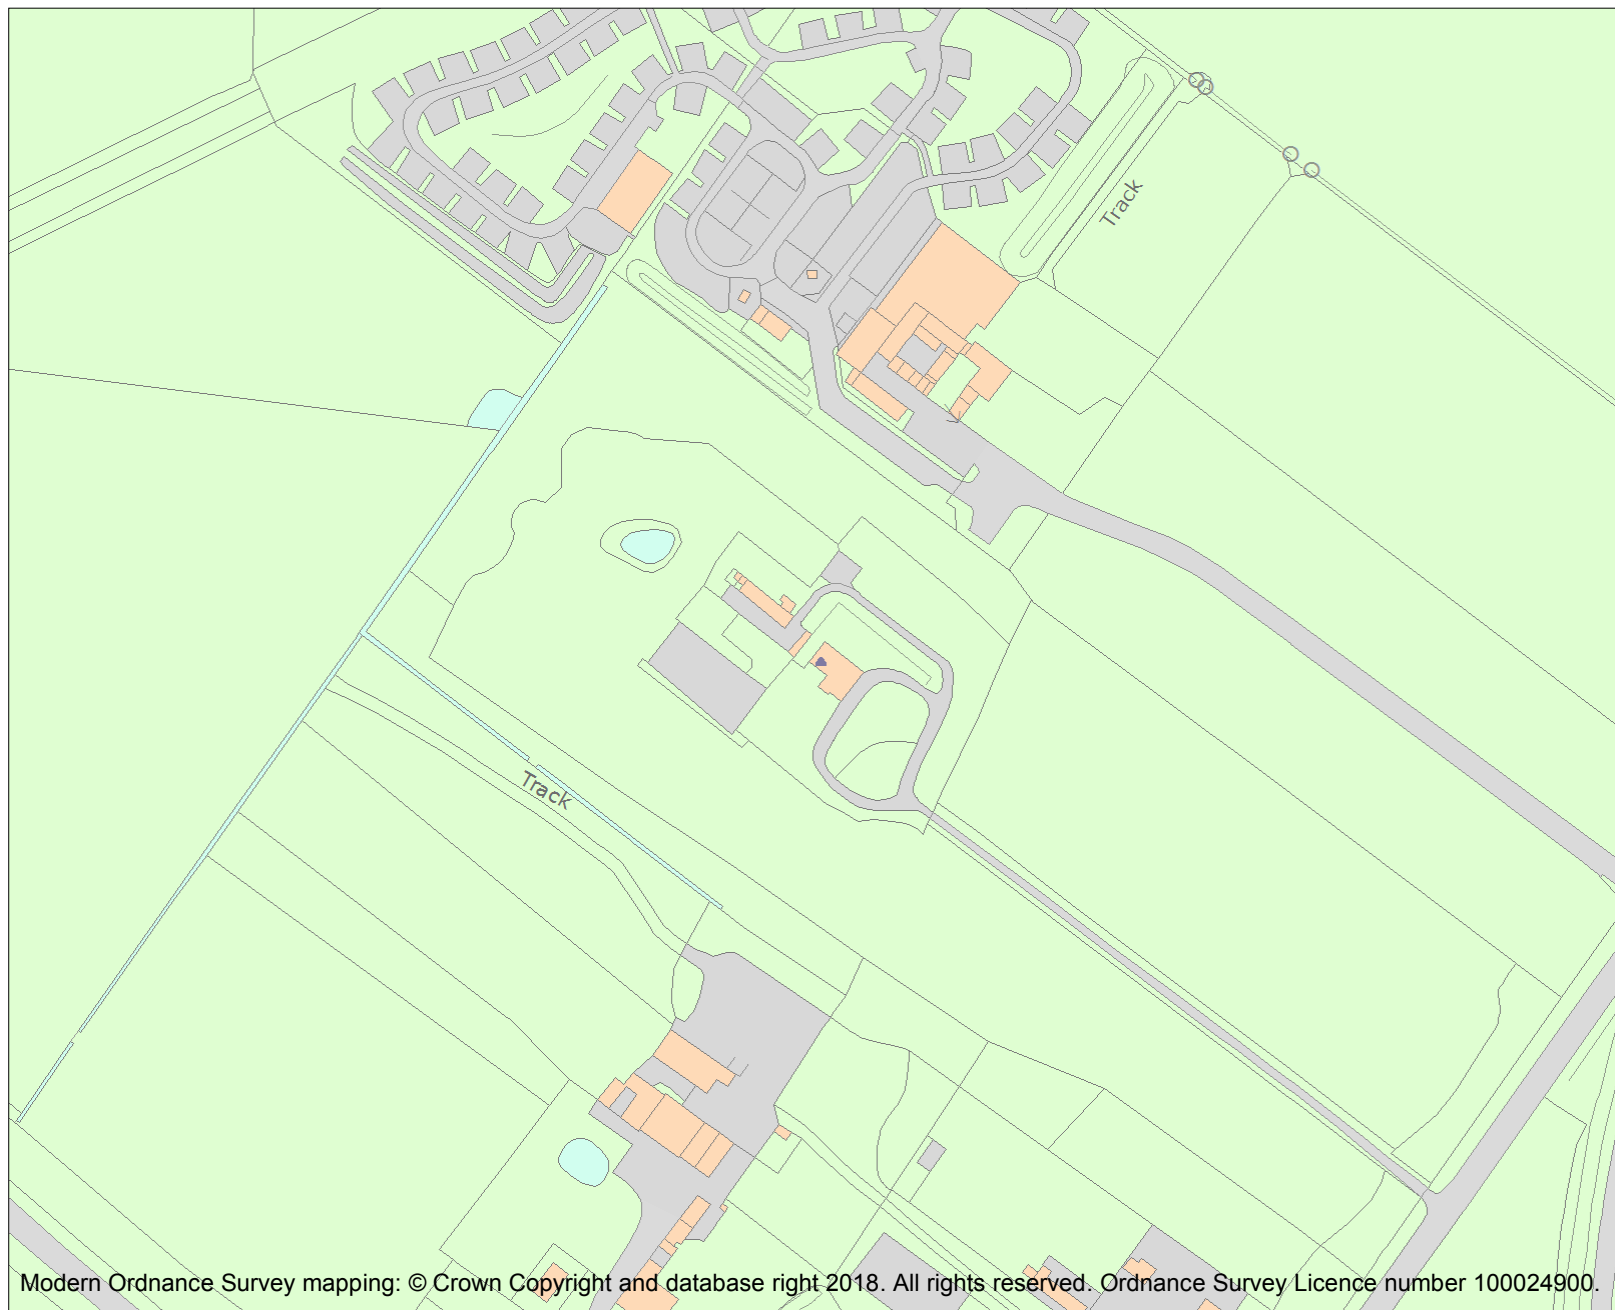 Track
Track
Modern Ordnance Survey mapping: © Crown Copyright and database right 2018. All rights reserved. Ordnance Survey Licence number 100024900.